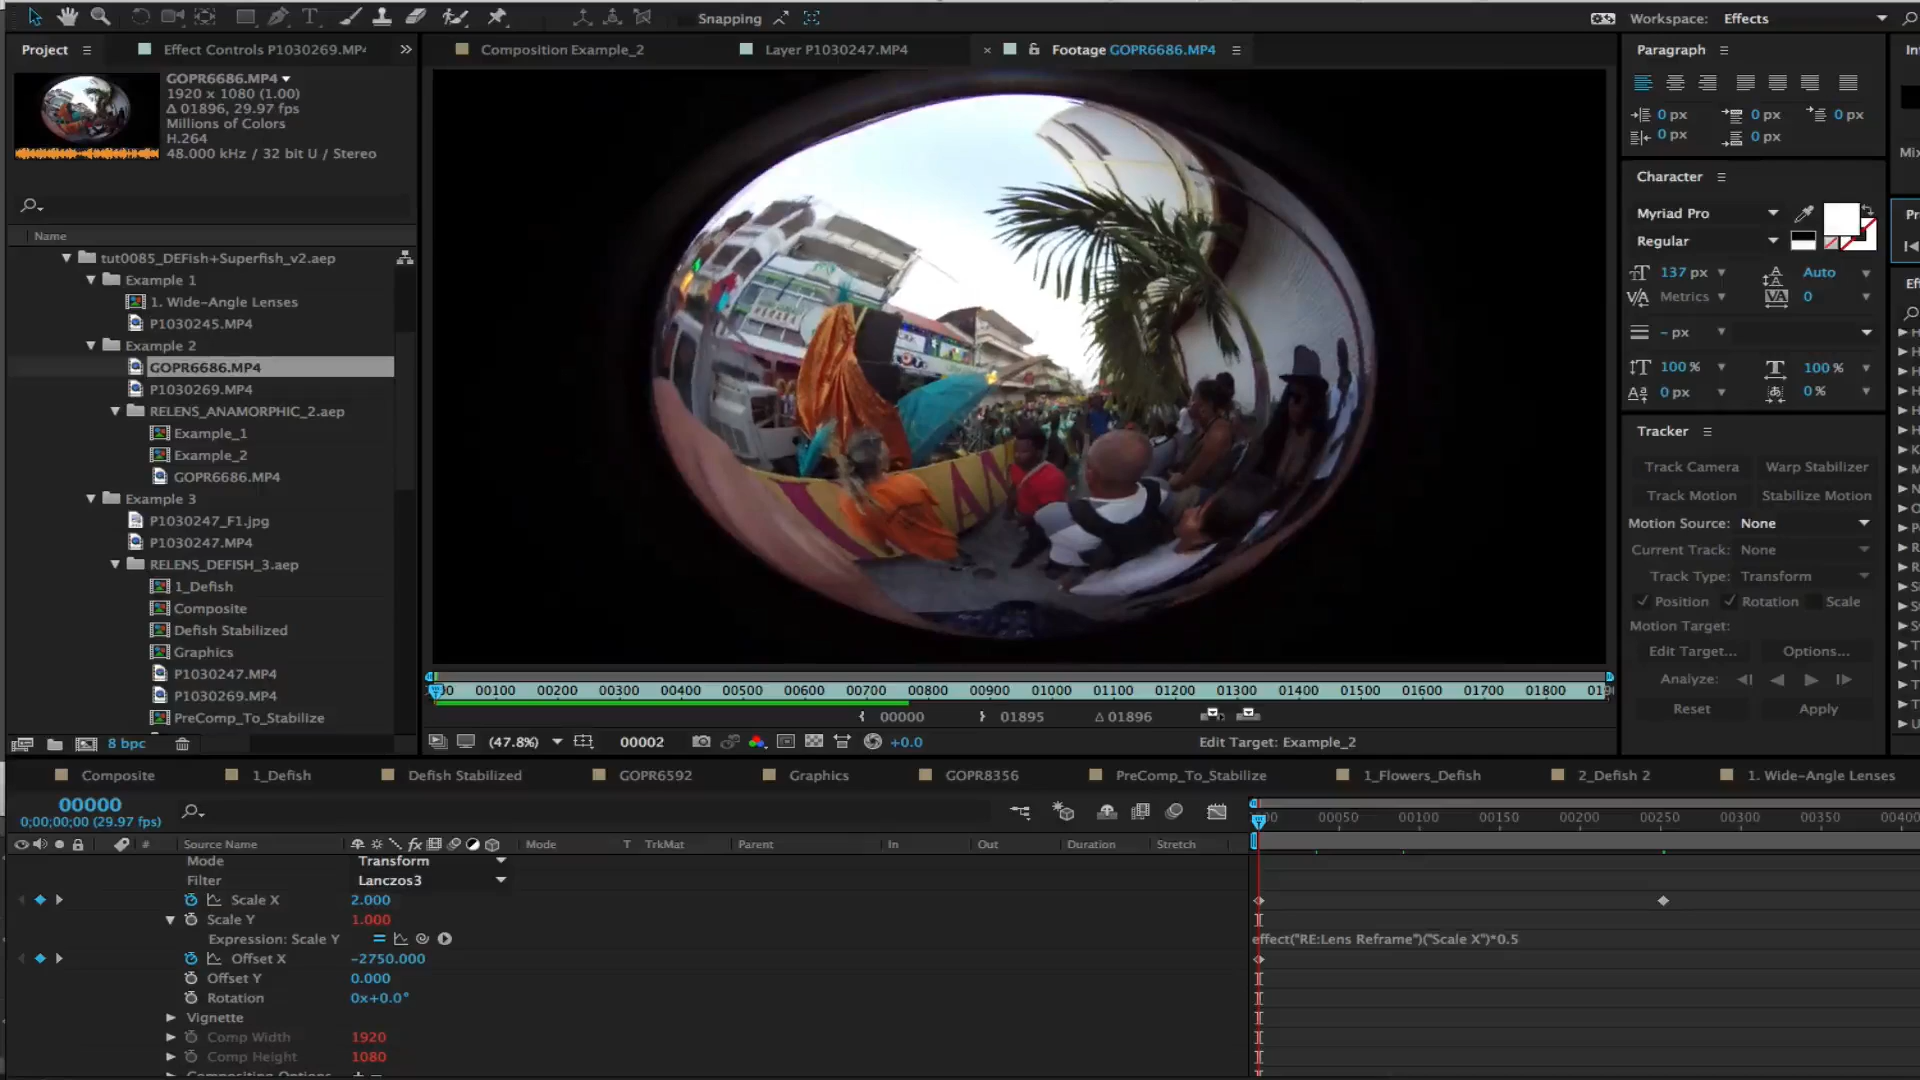 Snapping
Workspace: Effects
Project
Effect Controls P1030269.MP
Composition Example_2
Layer P1030247.MP4
Footage GOPR6686.MP4
Paragraph
GOPR6686.MP4
1920 x 1080 (1.00)
Δ 01896, 29.97 fps
Millions of Colors
H.264
48.000 kHz / 32 bit U / Stereo
0 px 0 px 0 px
0 px 0 px
Character
Myriad Pro
Regular
137 px Auto
Metrics 0
- px
100 % 100 %
0 px 0 %
Name
tut0085_DEFish+Superfish_v2.aep
Example 1
1. Wide-Angle Lenses
P1030245.MP4
Example 2
GOPR6686.MP4
P1030269.MP4
RELENS_ANAMORPHIC_2.aep
Example_1
Example_2
GOPR6686.MP4
Example 3
P1030247_F1.jpg
P1030247.MP4
RELENS_DEFISH_3.aep
1_Defish
Composite
Defish Stabilized
Graphics
P1030247.MP4
P1030269.MP4
PreComp_To_Stabilize
8 bpc
Tracker
Track Camera Warp Stabilizer
Track Motion Stabilize Motion
Motion Source: None
Current Track: None
Track Type: Transform
Position Rotation Scale
Motion Target:
Edit Target... Options...
Analyze:
Reset Apply
00100 00200 00300 00400 00500 00600 00700 00800 00900 01000 01100 01200 01300 01400 01500 01600 01700 01800
00000 01895 Δ 01896
(47.8%) 00002 +0.0 Edit Target: Example_2
Composite 1_Defish Defish Stabilized GOPR6592 Graphics GOPR8356 PreComp_To_Stabilize 1_Flowers_Defish 2_Defish 2 1. Wide-Angle Lenses
00000
0;00;00;00 (29.97 fps)
00050 00100 00150 00200 00250 00300 00350 00400
# Source Name fx Mode T TrkMat Parent In Out Duration Stretch
Mode Transform
Filter Lanczos3
Scale X 2.000
Scale Y 1.000
Expression: Scale Y effect("RE:Lens Reframe")("Scale X")*0.5
Offset X -2750.000
Offset Y 0.000
Rotation 0x+0.0°
Vignette
Comp Width 1920
Comp Height 1080
Compositing Options